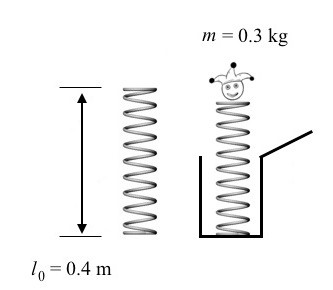 m = 0.3 kg
l₀ = 0.4 m